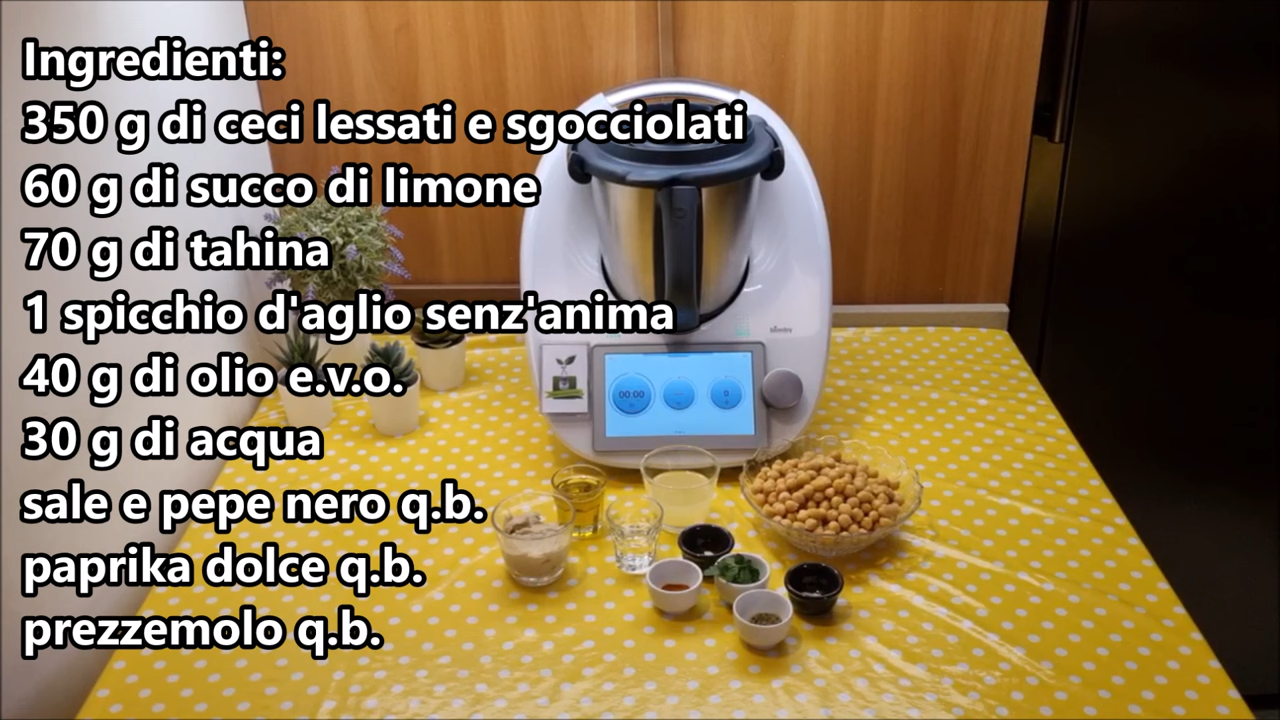 Ingredienti:
350 g di ceci lessati e sgocciolati
60 g di succo di limone
70 g di tahina
1 spicchio d'aglio senz'anima
40 g di olio e.v.o.
30 g di acqua
sale e pepe nero q.b.
paprika dolce q.b.
prezzemolo q.b.
00:00
0